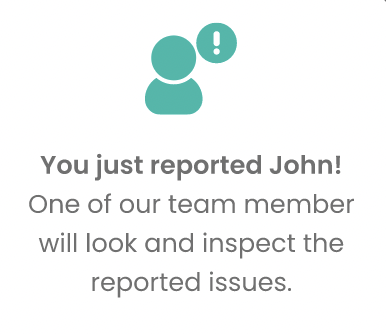 You just reported John!
One of our team member
will look and inspect the
reported issues.